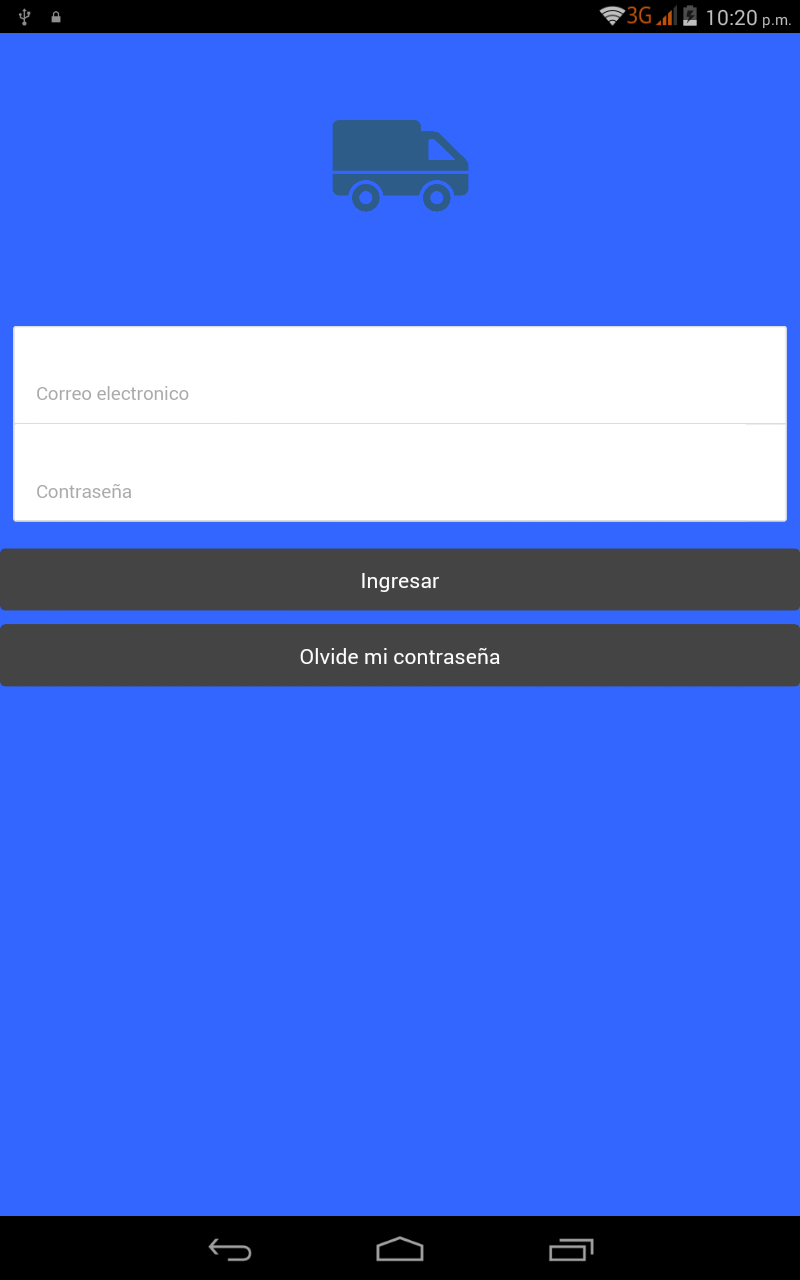 3G 10:20 p.m.
Correo electronico
Contraseña
Ingresar
Olvide mi contraseña